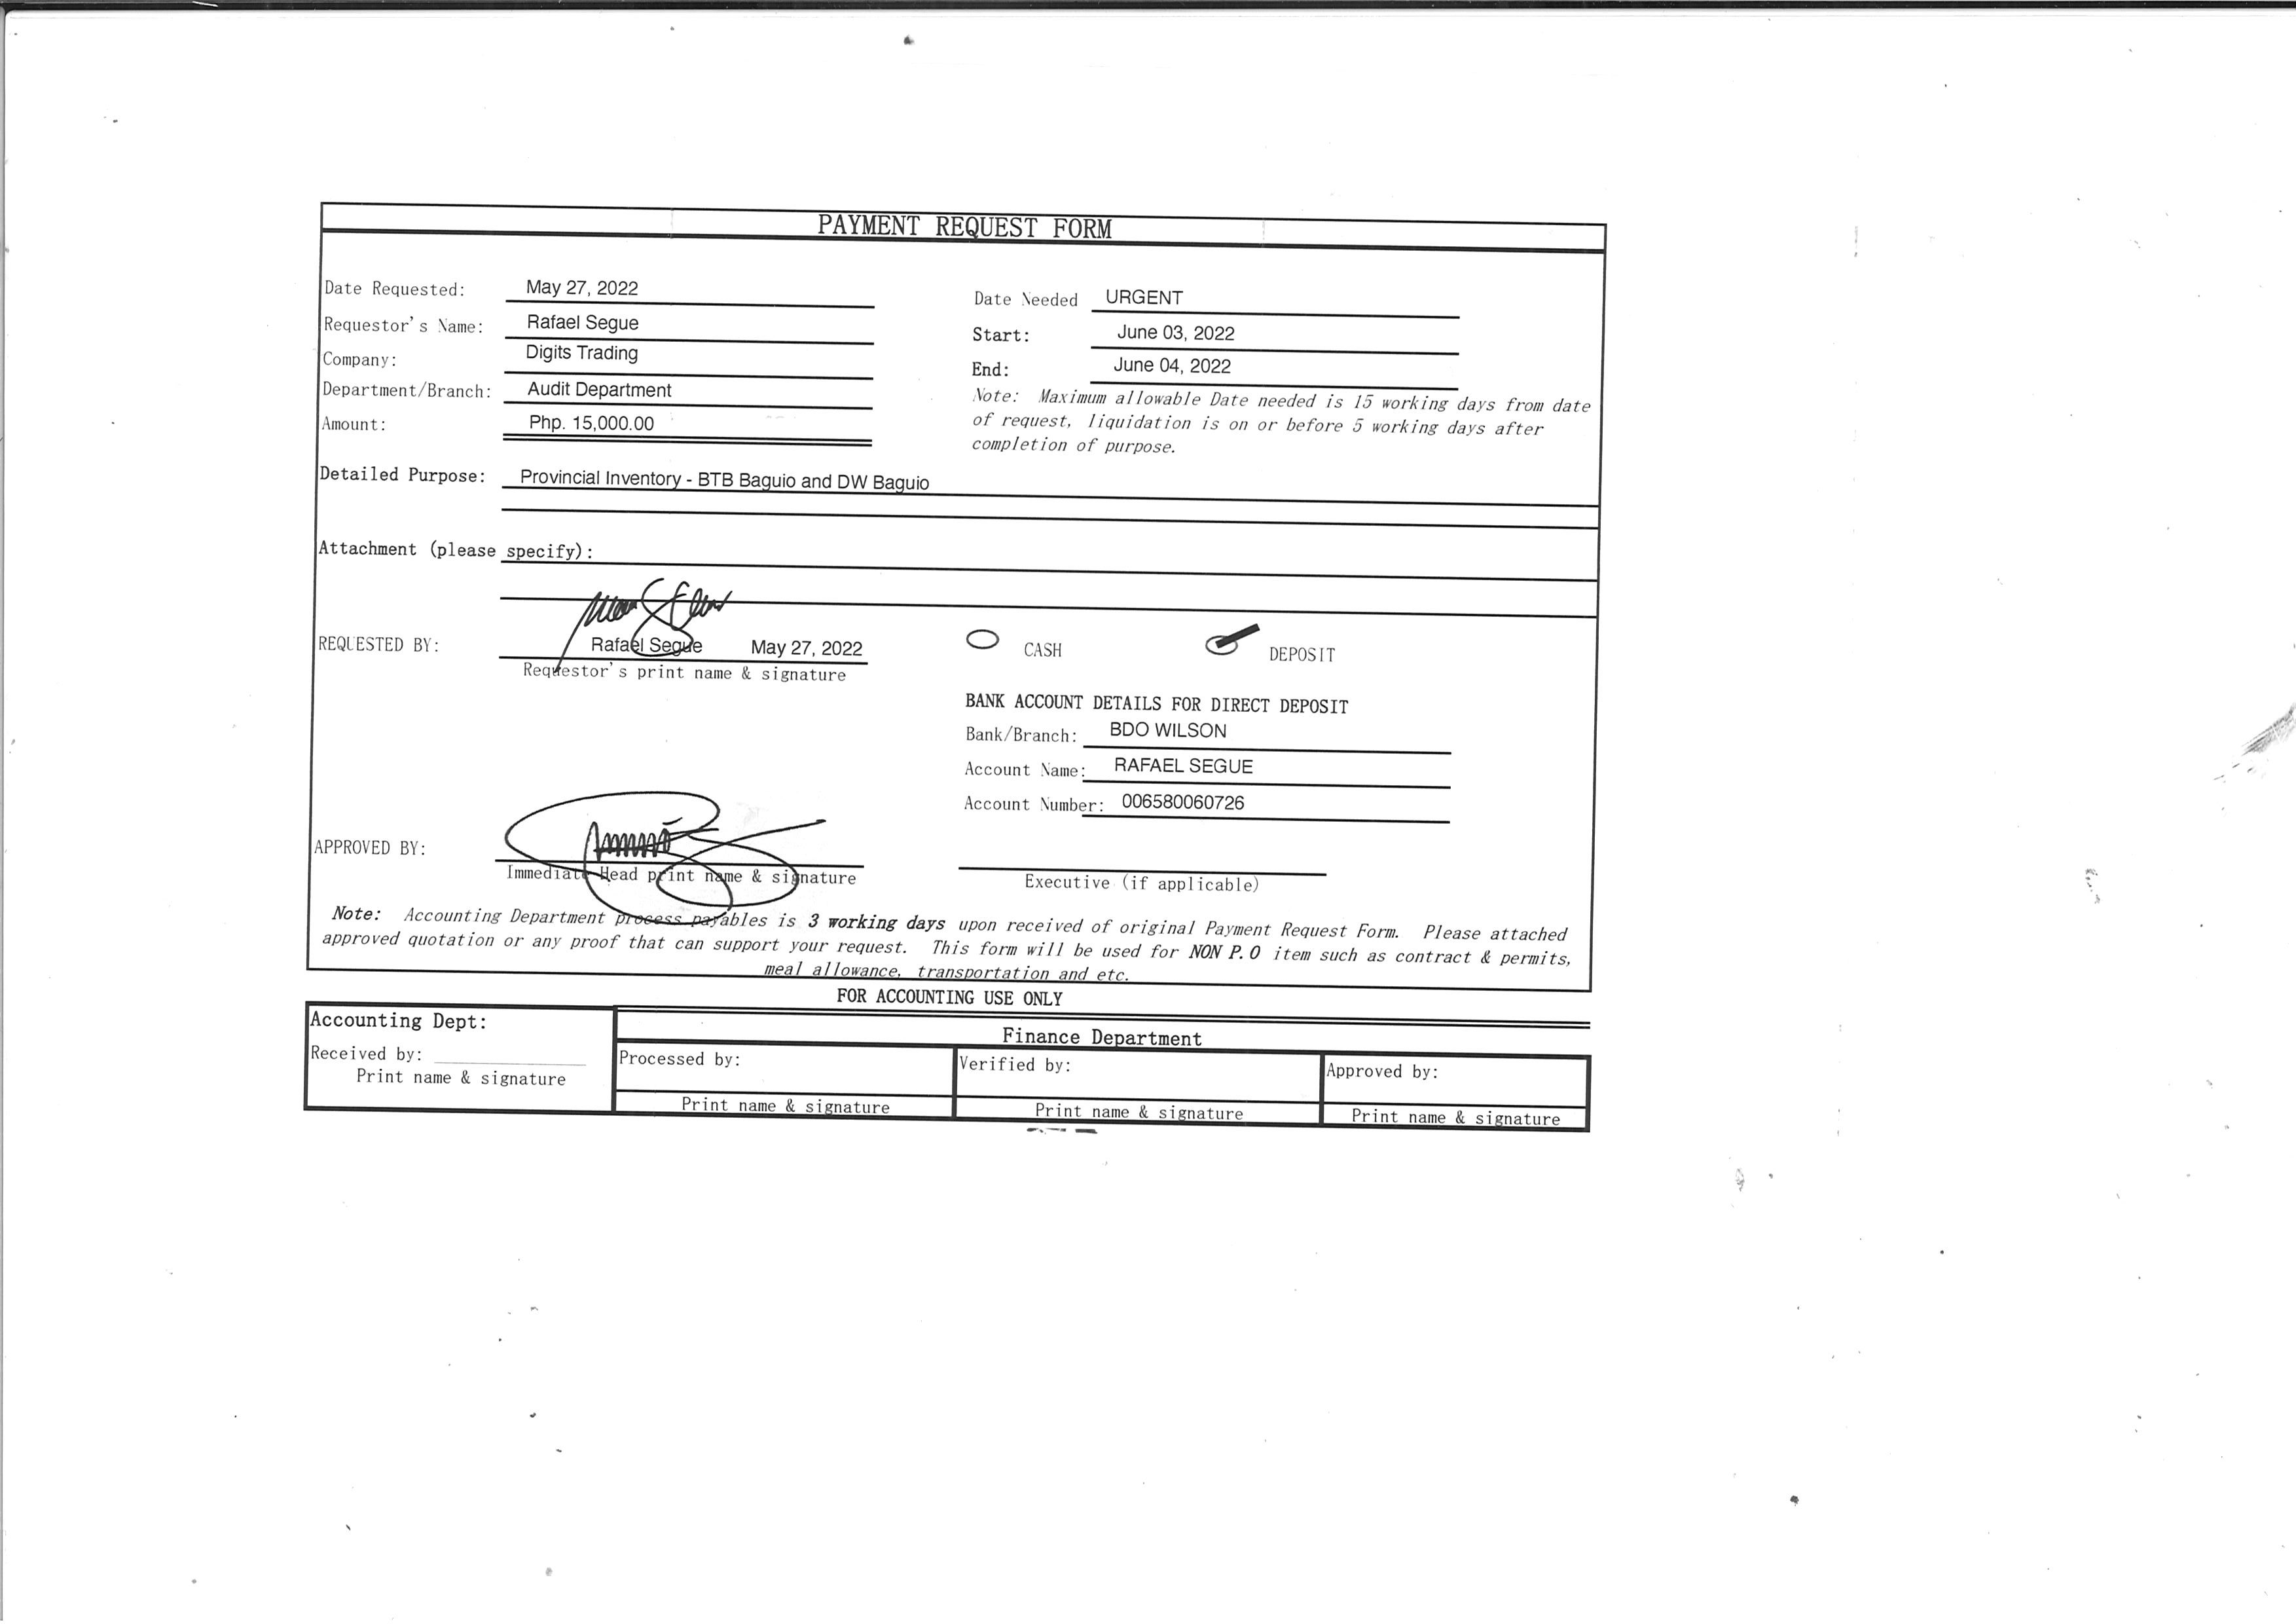 PAYMENT REQUEST FORM
Date Requested: May 27, 2022
Date Needed URGENT
Requestor's Name: Rafael Segue
Start: June 03, 2022
Company: Digits Trading
End: June 04, 2022
Department/Branch: Audit Department
Note: Maximum allowable Date needed is 15 working days from date
of request, liquidation is on or before 5 working days after
completion of purpose.
Amount: Php. 15,000.00
Detailed Purpose: Provincial Inventory - BTB Baguio and DW Baguio
Attachment (please specify):
REQUESTED BY: Rafael Segue May 27, 2022
Requestor's print name & signature
CASH DEPOSIT
BANK ACCOUNT DETAILS FOR DIRECT DEPOSIT
Bank/Branch: BDO WILSON
Account Name: RAFAEL SEGUE
Account Number: 006580060726
APPROVED BY:
Immediate Head print name & signature
Executive (if applicable)
Note: Accounting Department process payables is 3 working days upon received of original Payment Request Form. Please attached
approved quotation or any proof that can support your request. This form will be used for NON P.O item such as contract & permits,
meal allowance, transportation and etc.
FOR ACCOUNTING USE ONLY
Accounting Dept:
Received by:
Print name & signature
Finance Department
Processed by:
Print name & signature
Verified by:
Print name & signature
Approved by:
Print name & signature